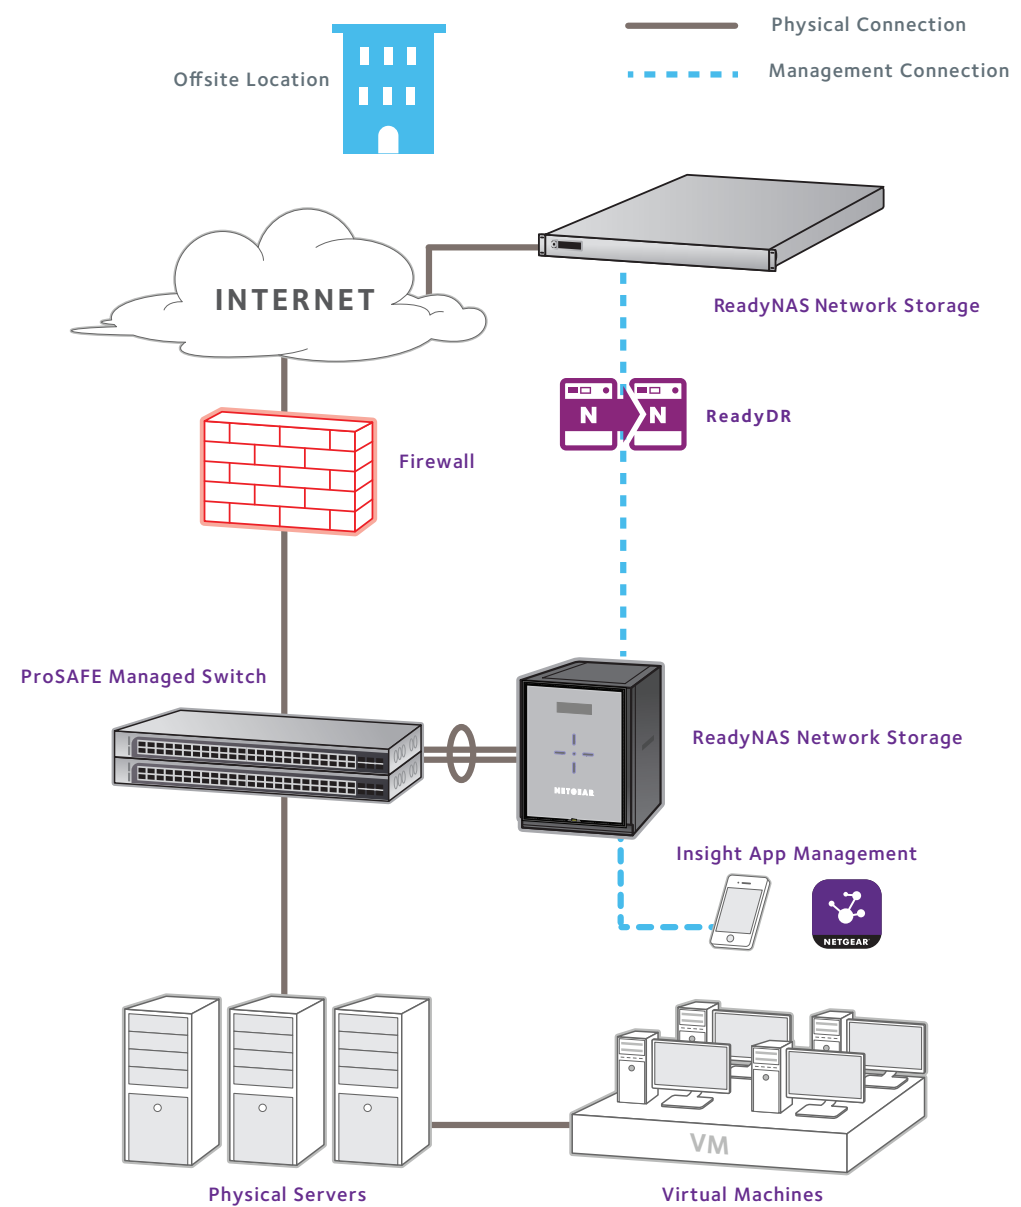 Physical Connection
Offsite Location
Management Connection
INTERNET
ReadyNAS Network Storage
N N
ReadyDR
Firewall
ProSAFE Managed Switch
ReadyNAS Network Storage
NETGEAR
Insight App Management
NETGEAR
VM
Physical Servers
Virtual Machines